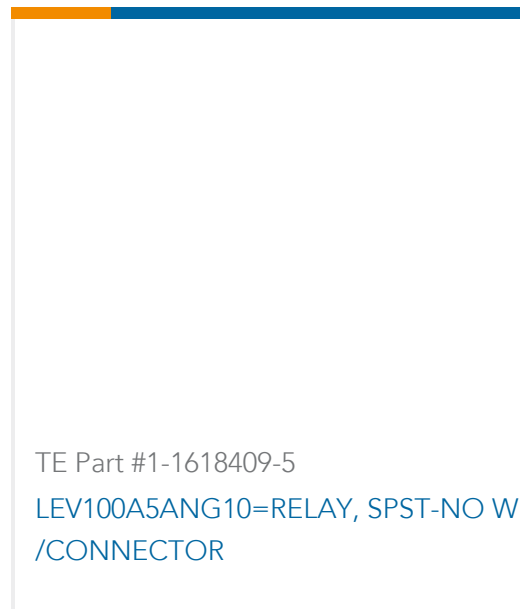 TE Part #1-1618409-5
LEV100A5ANG10=RELAY, SPST-NO W
/CONNECTOR